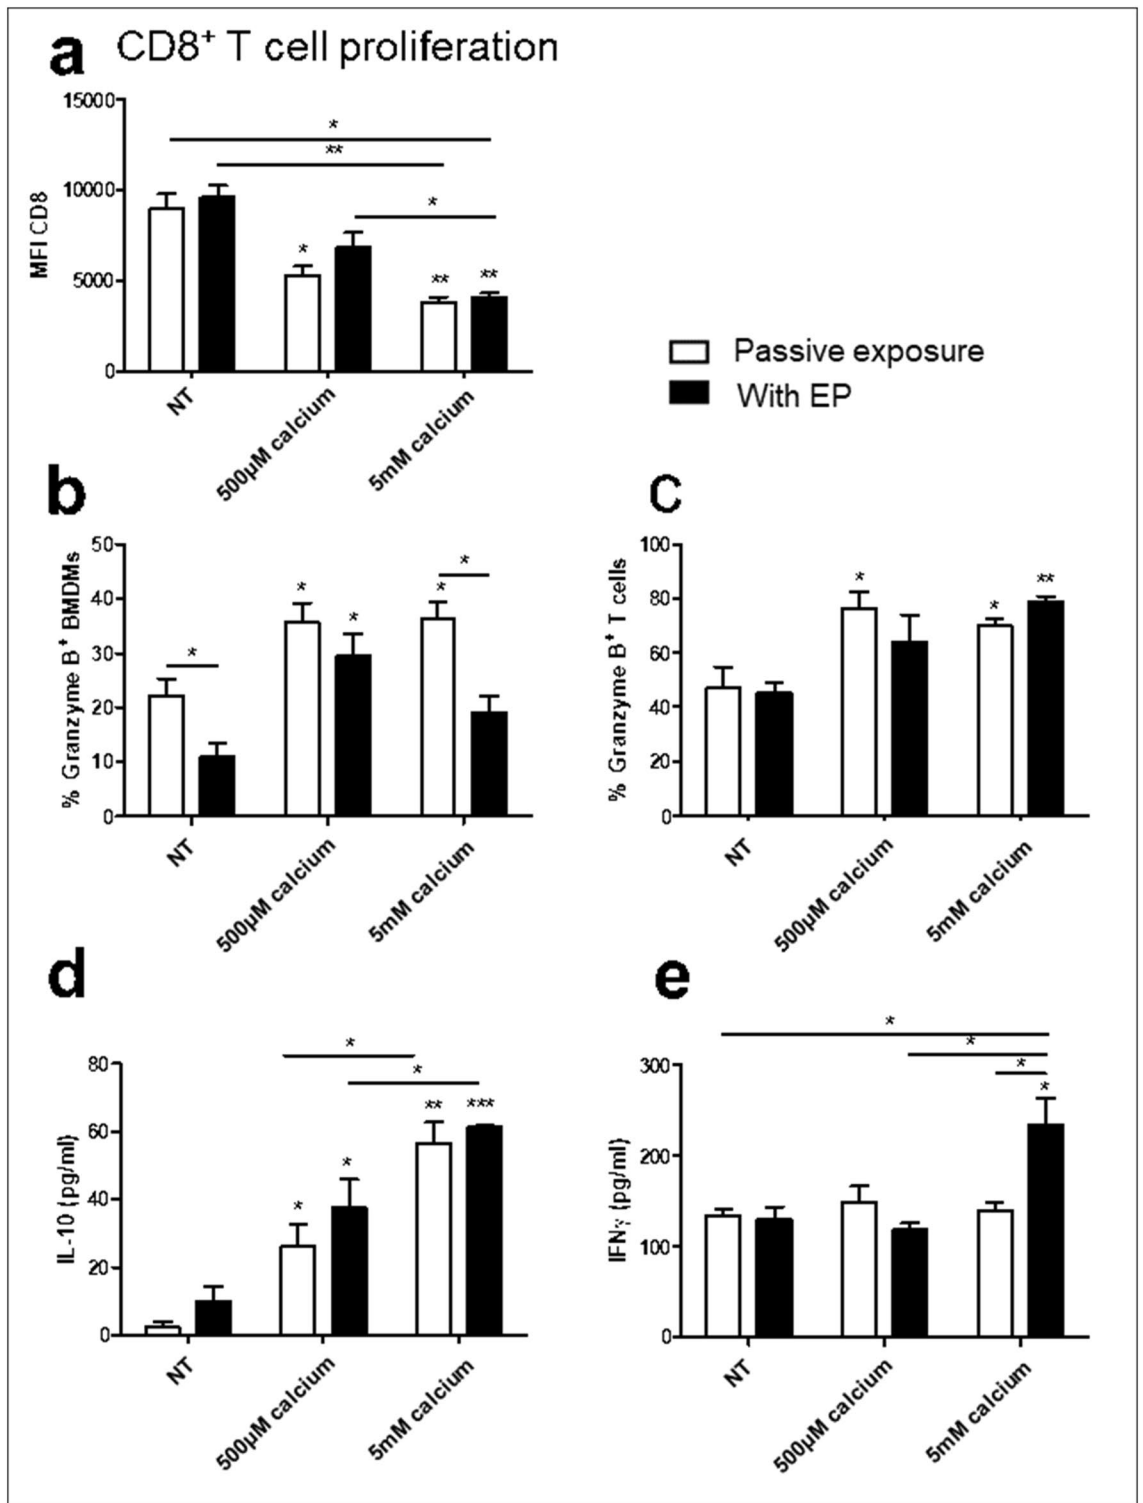 a CD8⁺ T cell proliferation
MFI CD8
15000
10000
5000
0
*
**
*
*
**
**
NT
500µM calcium
5mM calcium
Passive exposure
With EP
b
% Granzyme B⁺ BMDMs
50
40
30
20
10
0
*
*
*
*
*
NT
500µM calcium
5mM calcium
c
% Granzyme B⁺ T cells
100
80
60
40
20
0
*
*
**
NT
500µM calcium
5mM calcium
d
IL-10 (pg/ml)
80
60
40
20
0
*
*
*
*
**
***
NT
500µM calcium
5mM calcium
e
IFNγ (pg/ml)
300
200
100
0
*
*
*
*
NT
500µM calcium
5mM calcium